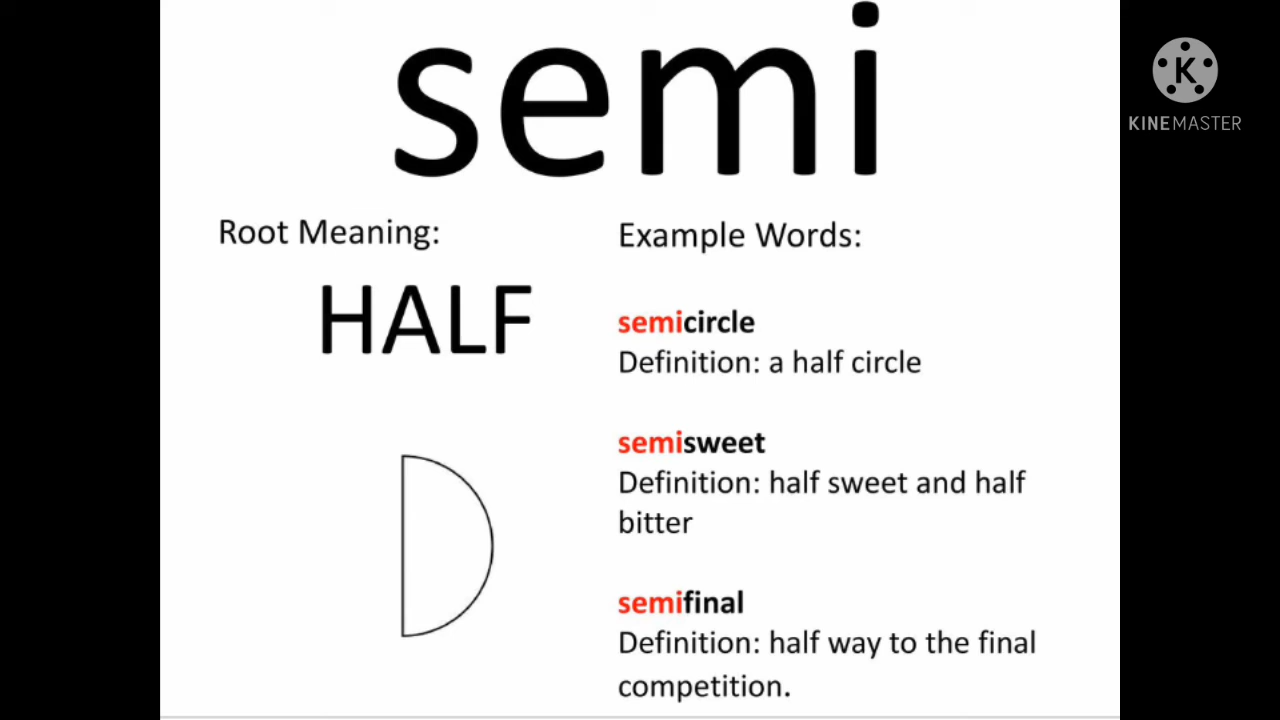 semi
Root Meaning:
HALF
Example Words:
semicircle
Definition: a half circle
semisweet
Definition: half sweet and half
bitter
semifinal
Definition: half way to the final
competition.
K
KINEMASTER